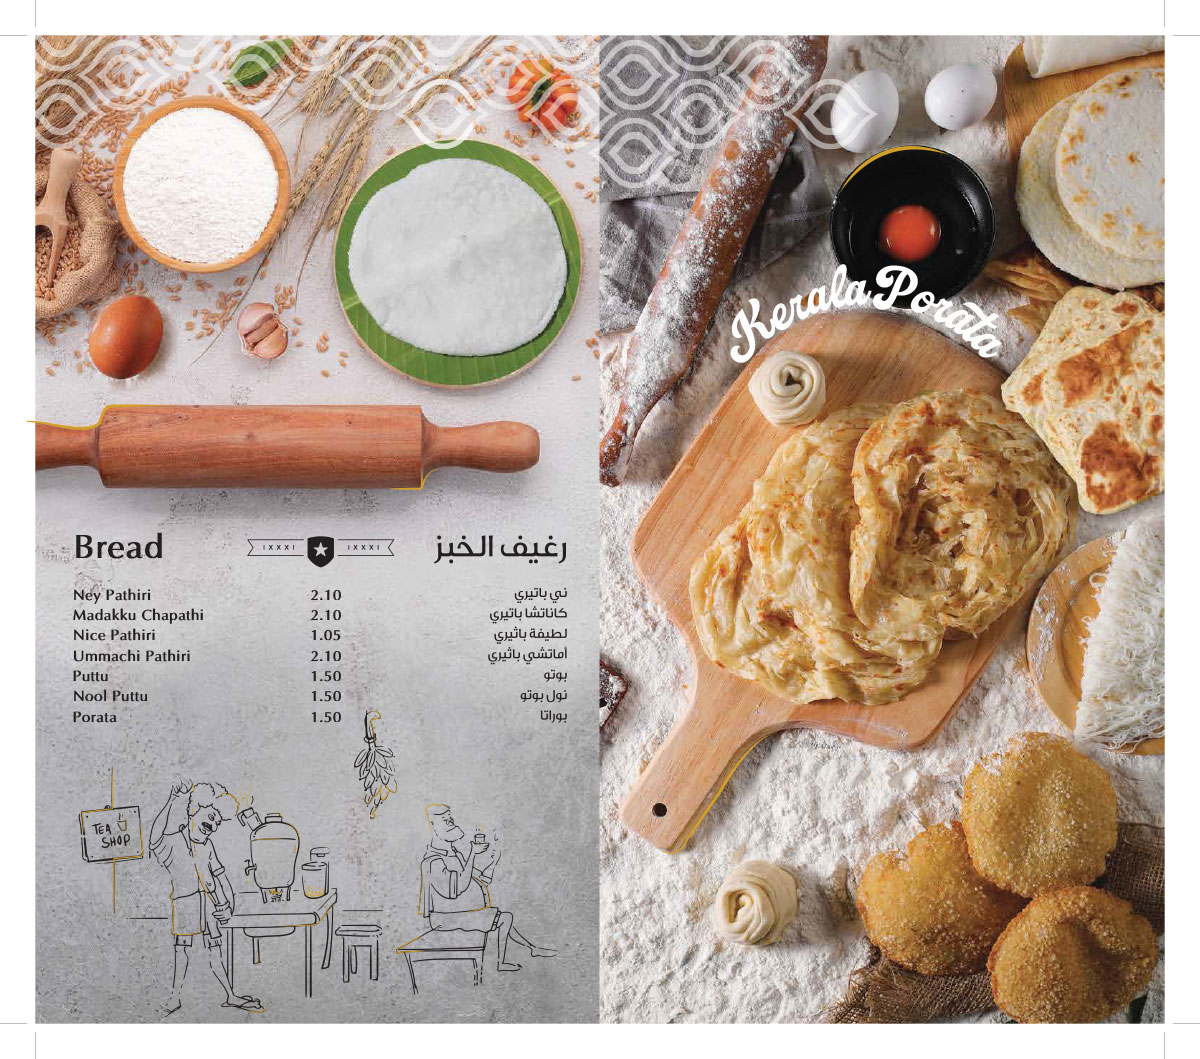 Kerala Porata
Bread
IXXXI IXXXI
رغيف الخبز
Ney Pathiri 2.10 ني باتيري
Madakku Chapathi 2.10 كاناتشا باتيري
Nice Pathiri 1.05 لطيفة باثيري
Ummachi Pathiri 2.10 أماتشي باثيري
Puttu 1.50 بوتو
Nool Puttu 1.50 نول بوتو
Porata 1.50 بوراتا
TEA
SHOP